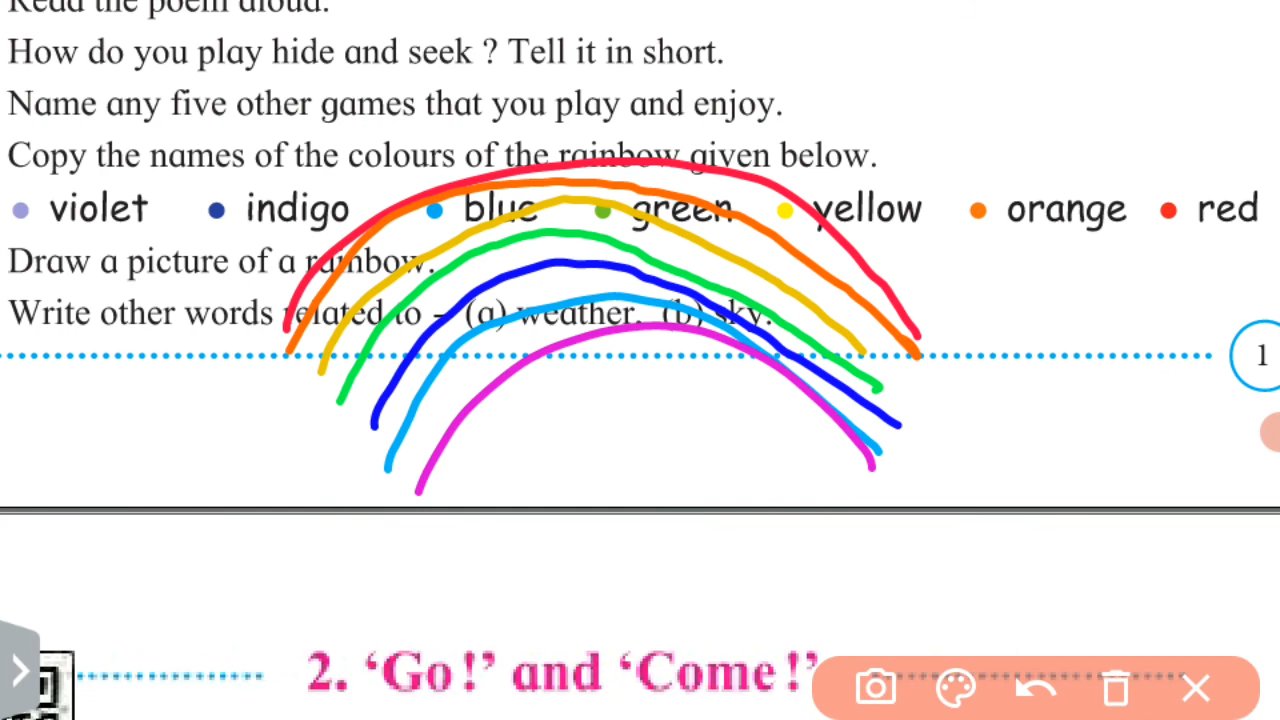 Read the poem aloud.
How do you play hide and seek ? Tell it in short.
Name any five other games that you play and enjoy.
Copy the names of the colours of the rainbow given below.
• violet • indigo • blue • green • yellow • orange • red
Draw a picture of a rainbow.
Write other words related to – (a) weather, (b) sky.
1
2. ‘Go!’ and ‘Come!’